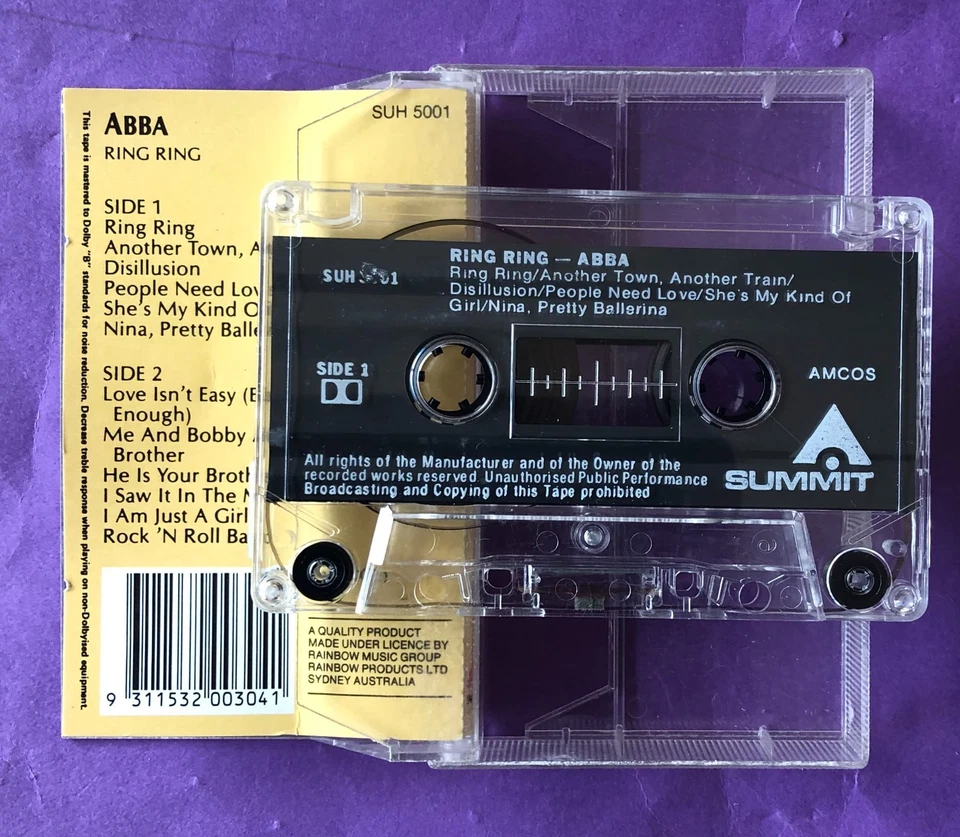 ABBA
RING RING
SUH 5001
SIDE 1
Ring Ring
Another Town,
Disillusion
People Need
She's My Kind
Nina, Pretty
SIDE 2
Love Isn't Easy
Enough)
Me And Bobby
Brother
He Is Your
I Saw It In The
I Am Just A Girl
Rock 'N Roll
9 311532 003041
This tape is mastered to Dolby "B" standards for noise reduction. Decrease treble response when playing on non-Dolbyised equipment.
A QUALITY PRODUCT
MADE UNDER LICENCE BY
RAINBOW MUSIC GROUP
RAINBOW PRODUCTS LTD
SYDNEY AUSTRALIA
RING RING — ABBA
SUH
Ring Ring/Another Town, Another Train/
Disillusion/People Need Love/She's My Kind Of
Girl/Nina, Pretty Ballerina
SIDE 1
AMCOS
SUMMIT
All rights of the Manufacturer and of the Owner of the
recorded works reserved. Unauthorised Public Performance
Broadcasting and Copying of this Tape prohibited